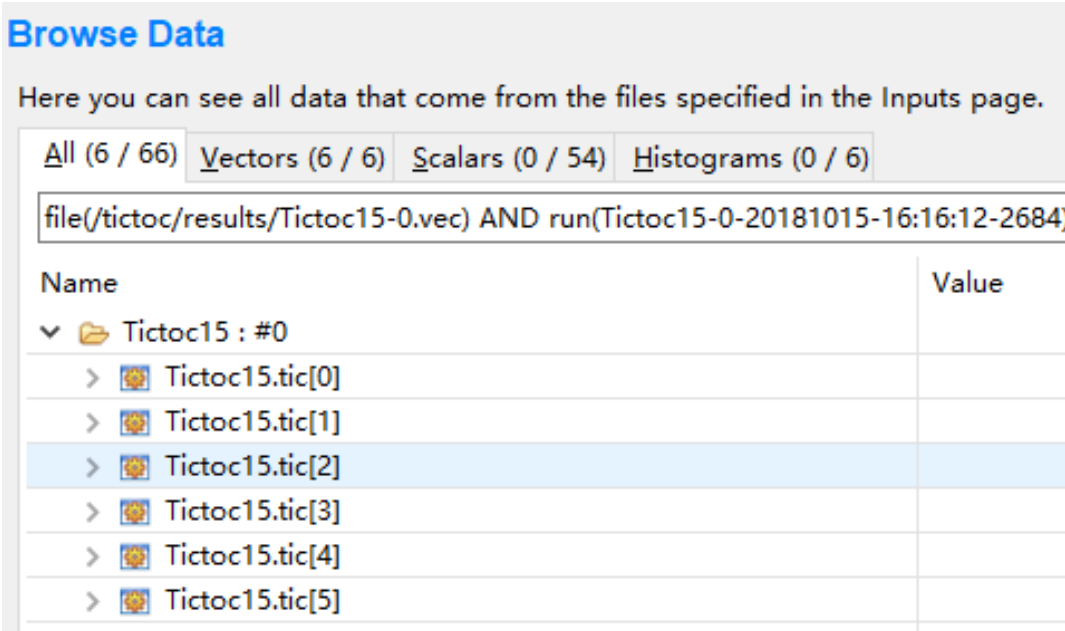 Browse Data
Here you can see all data that come from the files specified in the Inputs page.
All (6 / 66) Vectors (6 / 6) Scalars (0 / 54) Histograms (0 / 6)
file(/tictoc/results/Tictoc15-0.vec) AND run(Tictoc15-0-20181015-16:16:12-2684)
Name Value
Tictoc15 : #0
Tictoc15.tic[0]
Tictoc15.tic[1]
Tictoc15.tic[2]
Tictoc15.tic[3]
Tictoc15.tic[4]
Tictoc15.tic[5]